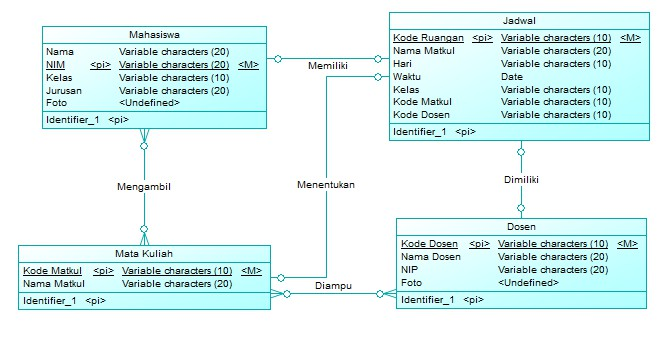 Mahasiswa
Nama Variable characters (20)
NIM <pi> Variable characters (20) <M>
Kelas Variable characters (10)
Jurusan Variable characters (20)
Foto <Undefined>
Identifier_1 <pi>
Jadwal
Kode Ruangan <pi> Variable characters (10) <M>
Nama Matkul Variable characters (20)
Hari Variable characters (10)
Waktu Date
Kelas Variable characters (10)
Kode Matkul Variable characters (10)
Kode Dosen Variable characters (10)
Identifier_1 <pi>
Memiliki
Mengambil
Menentukan
Dimiliki
Mata Kuliah
Kode Matkul <pi> Variable characters (10) <M>
Nama Matkul Variable characters (20)
Identifier_1 <pi>
Diampu
Dosen
Kode Dosen <pi> Variable characters (10) <M>
Nama Dosen Variable characters (20)
NIP Variable characters (20)
Foto <Undefined>
Identifier_1 <pi>